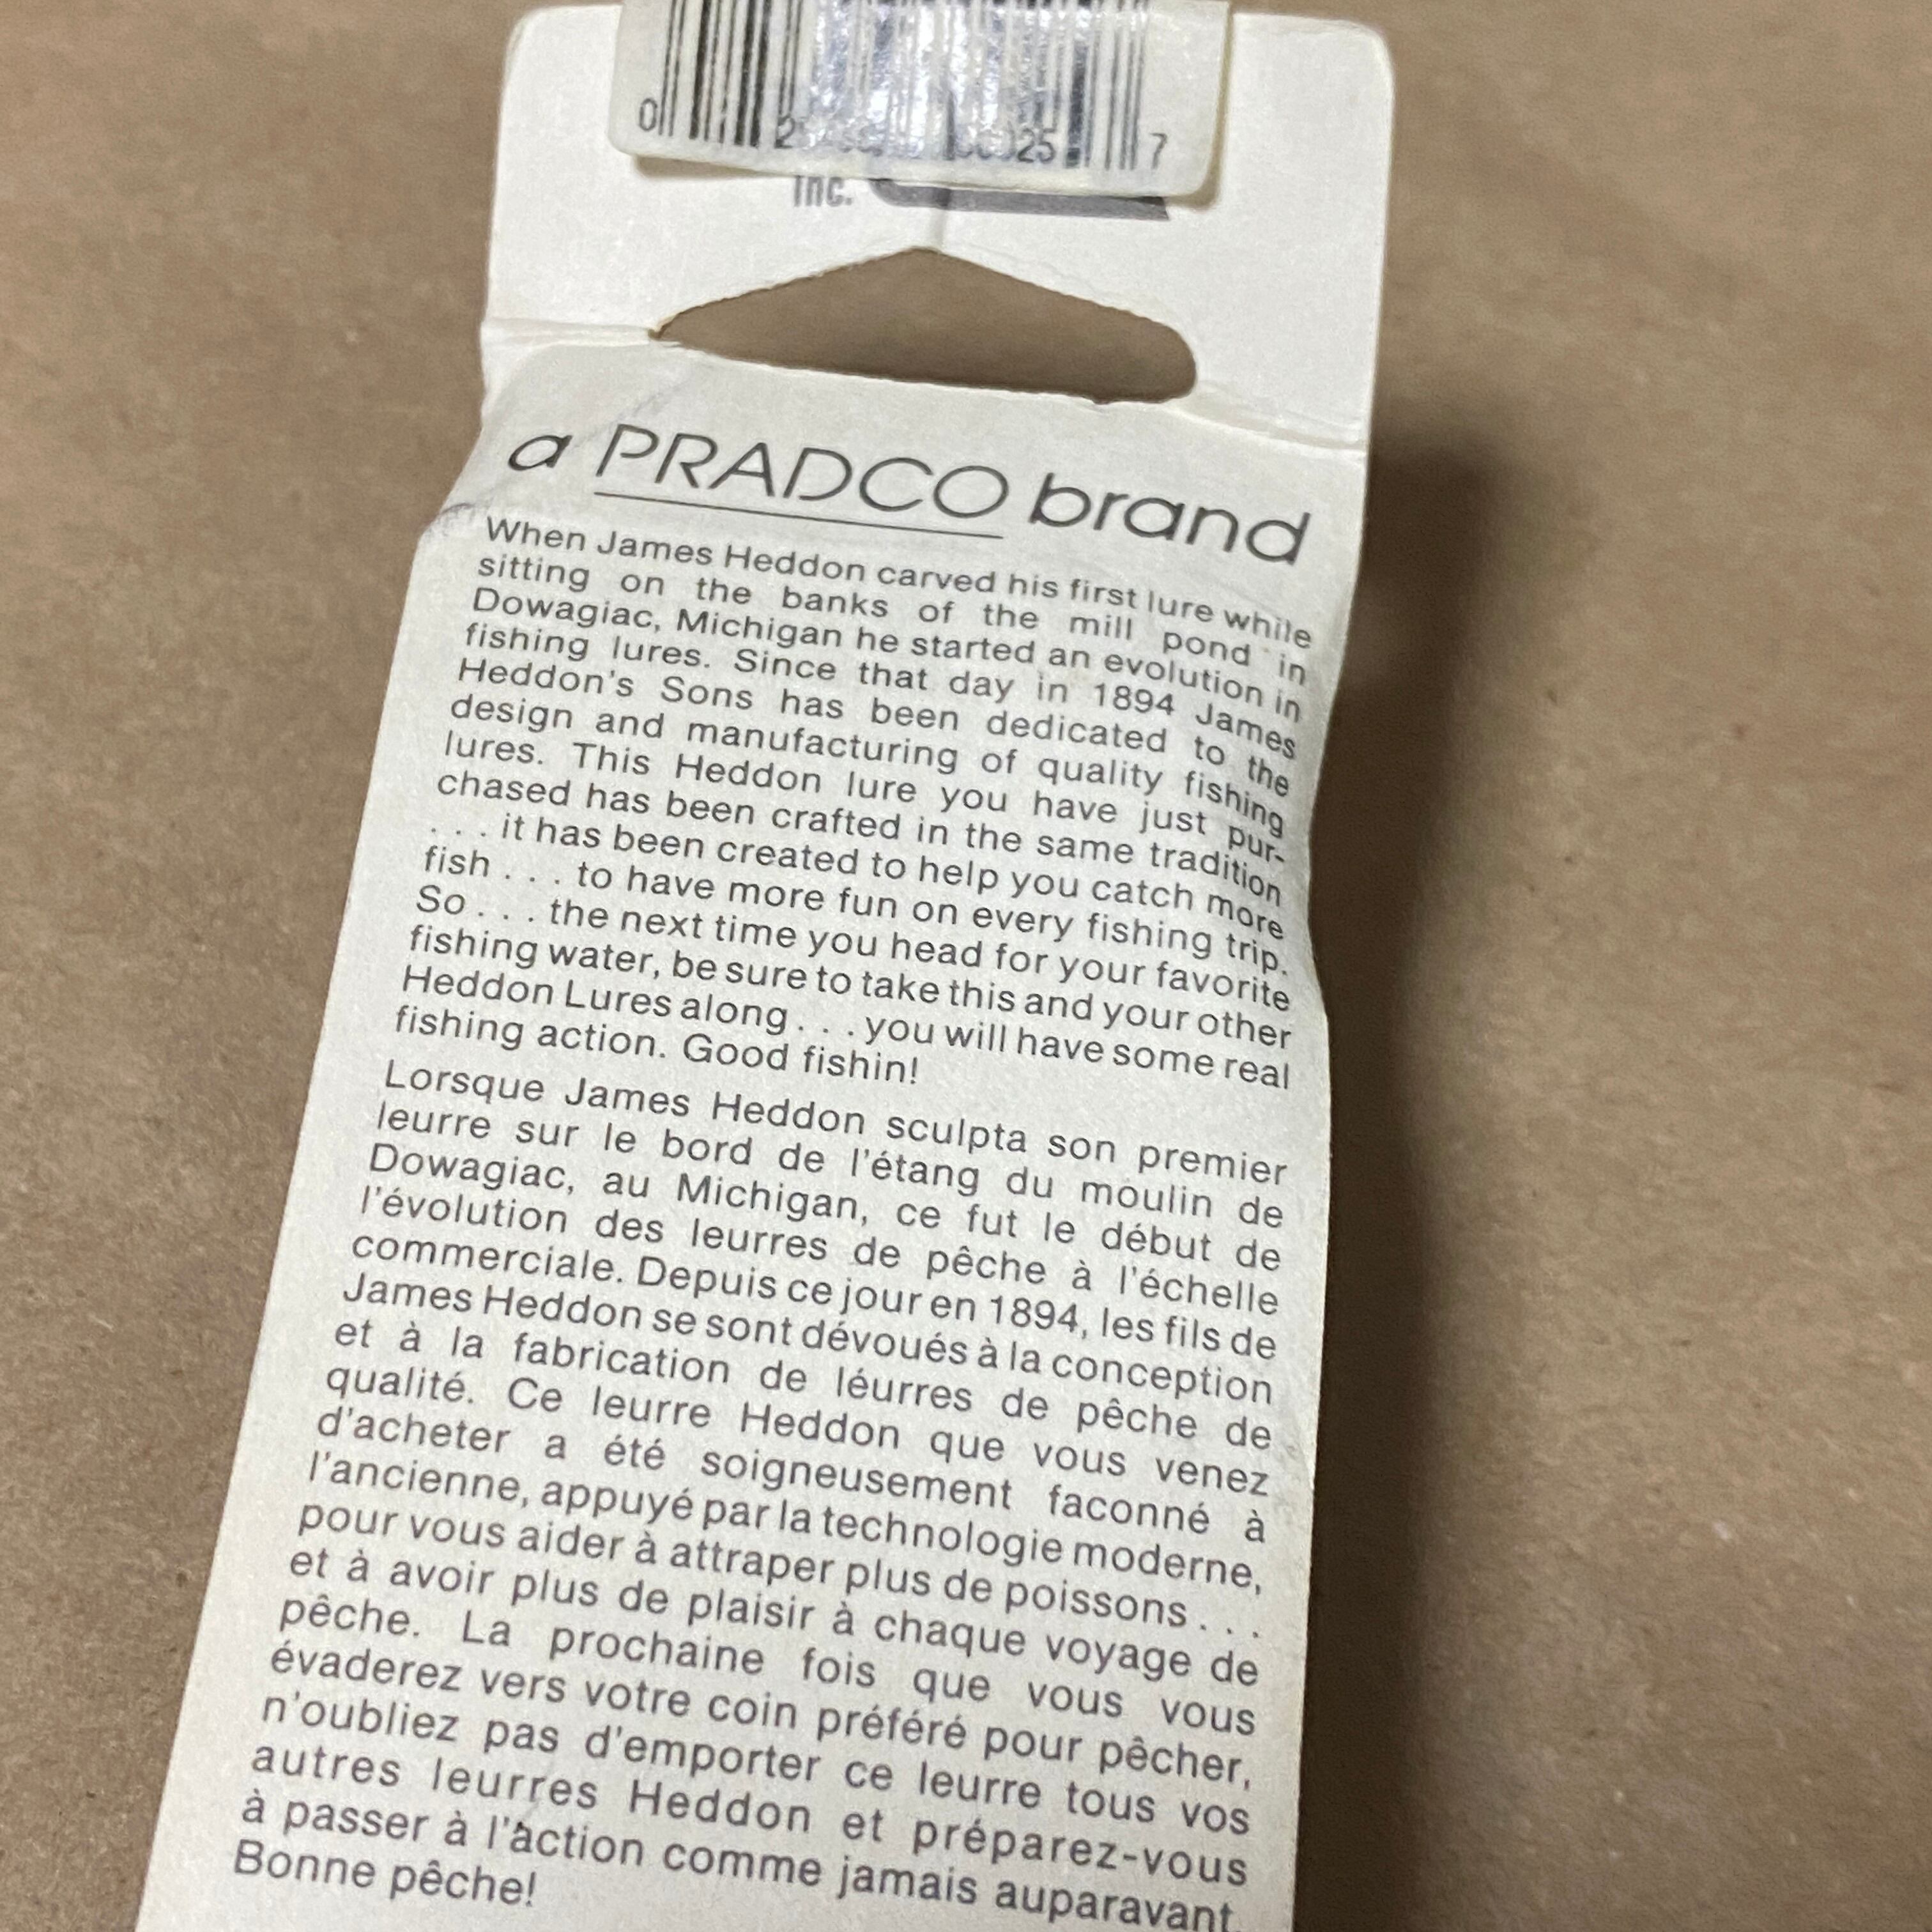 0 25 7
Inc.
a PRADCO brand
When James Heddon carved his first lure while
sitting on the banks of the mill pond in
Dowagiac, Michigan he started an evolution in
fishing lures. Since that day in 1894 James
Heddon's Sons has been dedicated to the
design and manufacturing of quality fishing
lures. This Heddon lure you have just pur-
chased has been crafted in the same tradition
. . . it has been created to help you catch more
fish . . . to have more fun on every fishing trip.
So . . . the next time you head for your favorite
fishing water, be sure to take this and your other
Heddon Lures along . . . you will have some real
fishing action. Good fishin!
Lorsque James Heddon sculpta son premier
leurre sur le bord de l'étang du moulin de
Dowagiac, au Michigan, ce fut le début de
l'évolution des leurres de pêche à l'échelle
commerciale. Depuis ce jour en 1894, les fils de
James Heddon se sont dévoués à la conception
et à la fabrication de léurres de pêche de
qualité. Ce leurre Heddon que vous venez
d'acheter a été soigneusement faconné à
l'ancienne, appuyé par la technologie moderne,
pour vous aider à attraper plus de poissons . . .
et à avoir plus de plaisir à chaque voyage de
pêche. La prochaine fois que vous vous
évaderez vers votre coin préféré pour pêcher,
n'oubliez pas d'emporter ce leurre tous vos
autres leurres Heddon et préparez-vous
à passer à l'action comme jamais auparavant.
Bonne pêche!